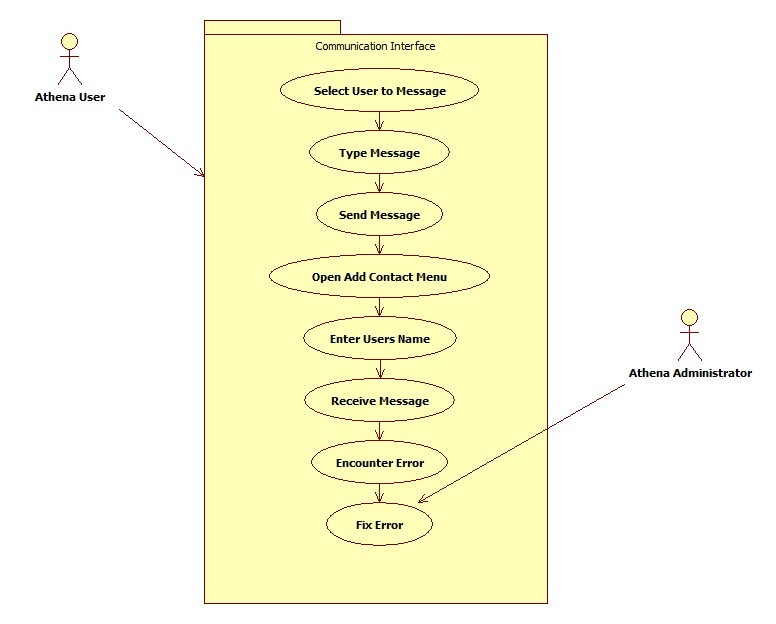 Communication Interface
Athena User
Select User to Message
Type Message
Send Message
Open Add Contact Menu
Enter Users Name
Athena Administrator
Receive Message
Encounter Error
Fix Error